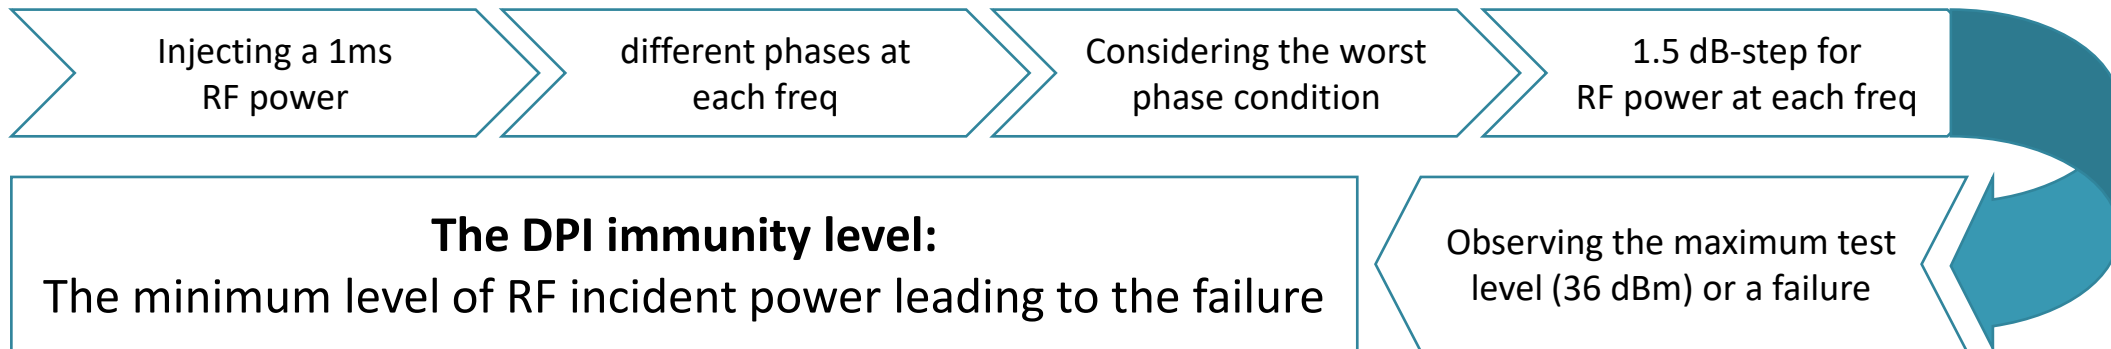 Injecting a 1ms
RF power
different phases at
each freq
Considering the worst
phase condition
1.5 dB-step for
RF power at each freq
Observing the maximum test
level (36 dBm) or a failure
The DPI immunity level:
The minimum level of RF incident power leading to the failure